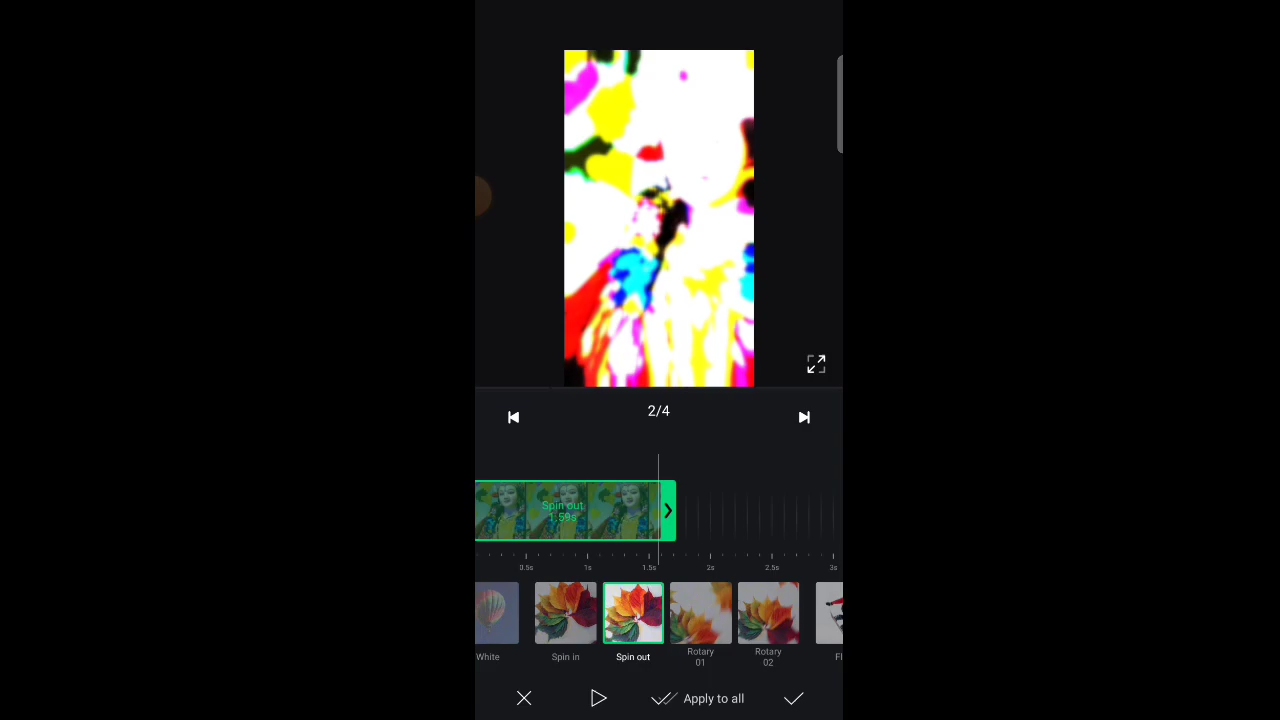 2/4
Spin out
1.59s
0.5s 1s 1.5s 2s 2.5s 3s
White Spin in Spin out Rotary 01 Rotary 02 Fl
Apply to all